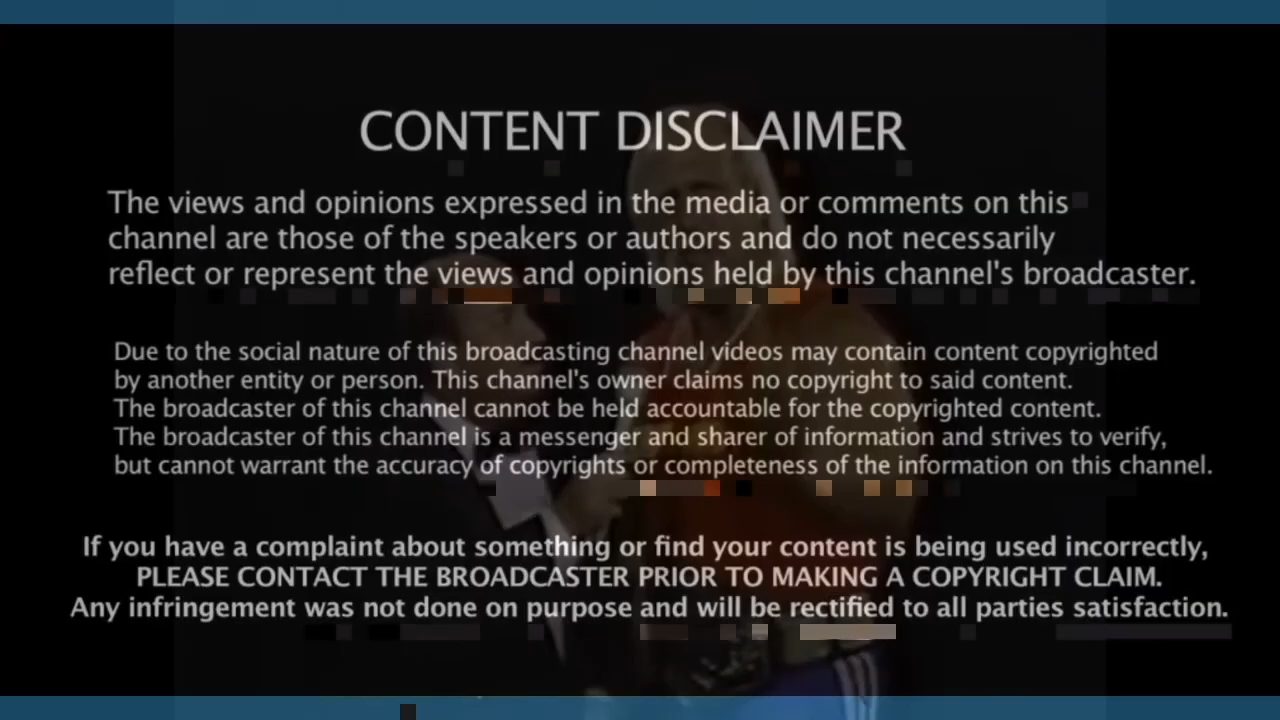 CONTENT DISCLAIMER
The views and opinions expressed in the media or comments on this
channel are those of the speakers or authors and do not necessarily
reflect or represent the views and opinions held by this channel's broadcaster.
Due to the social nature of this broadcasting channel videos may contain content copyrighted
by another entity or person. This channel's owner claims no copyright to said content.
The broadcaster of this channel cannot be held accountable for the copyrighted content.
The broadcaster of this channel is a messenger and sharer of information and strives to verify,
but cannot warrant the accuracy of copyrights or completeness of the information on this channel.
If you have a complaint about something or find your content is being used incorrectly,
PLEASE CONTACT THE BROADCASTER PRIOR TO MAKING A COPYRIGHT CLAIM.
Any infringement was not done on purpose and will be rectified to all parties satisfaction.